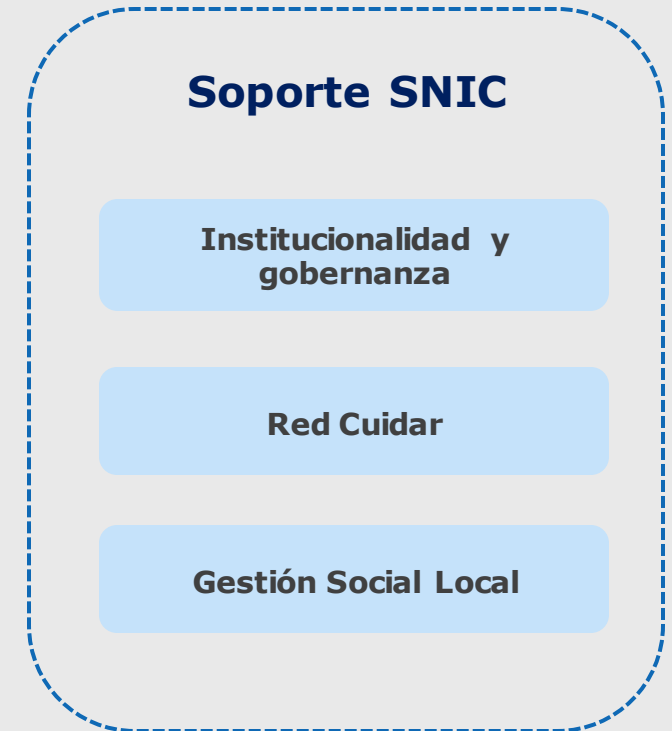 Soporte SNIC
Institucionalidad y
gobernanza
Red Cuidar
Gestión Social Local